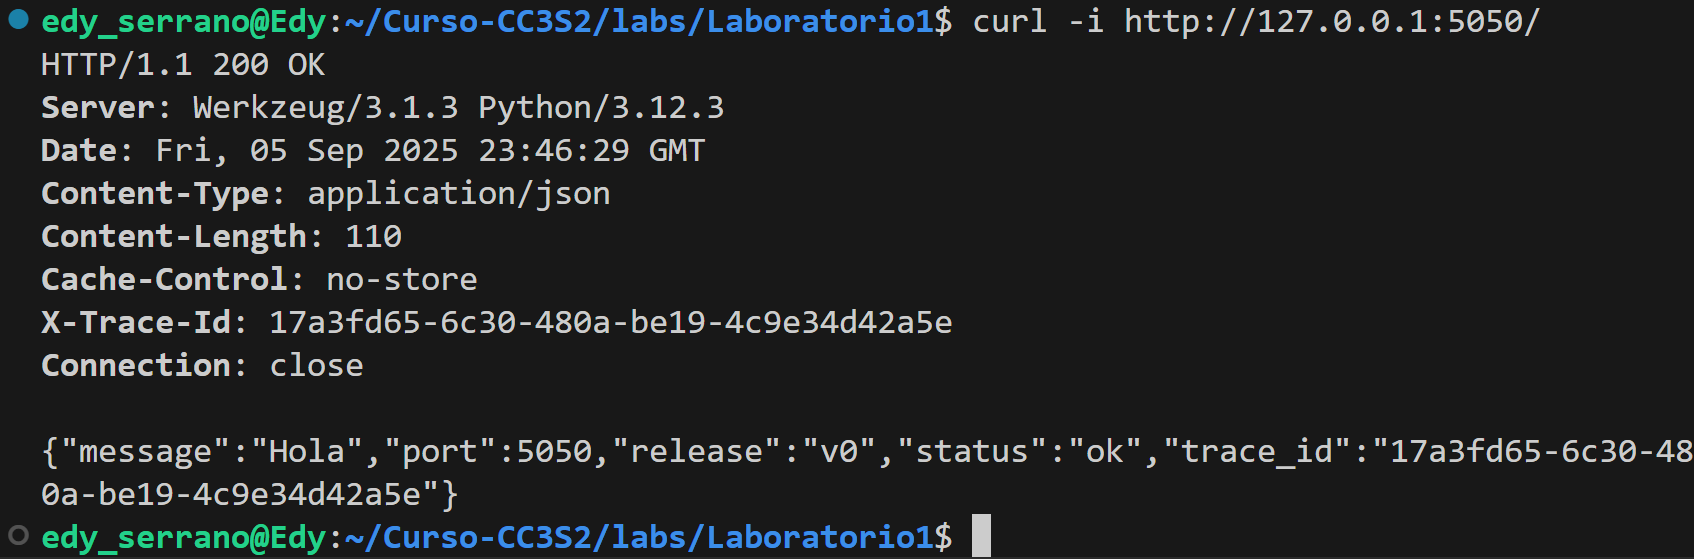 edy_serrano@Edy:~/Curso-CC3S2/labs/Laboratorio1$ curl -i http://127.0.0.1:5050/
HTTP/1.1 200 OK
Server: Werkzeug/3.1.3 Python/3.12.3
Date: Fri, 05 Sep 2025 23:46:29 GMT
Content-Type: application/json
Content-Length: 110
Cache-Control: no-store
X-Trace-Id: 17a3fd65-6c30-480a-be19-4c9e34d42a5e
Connection: close
{"message":"Hola","port":5050,"release":"v0","status":"ok","trace_id":"17a3fd65-6c30-48
0a-be19-4c9e34d42a5e"}
edy_serrano@Edy:~/Curso-CC3S2/labs/Laboratorio1$